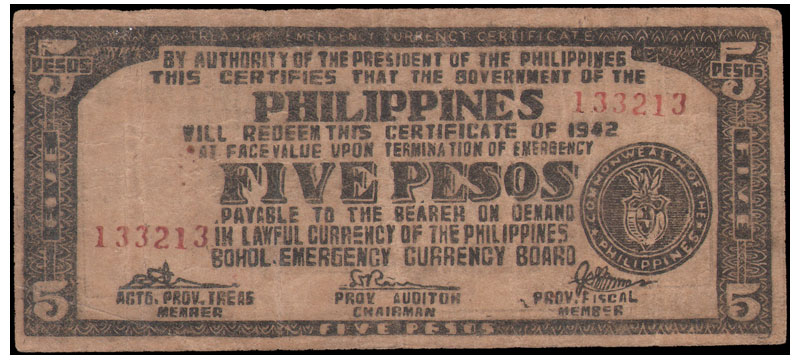 TREASURY EMERGENCY CURRENCY CERTIFICATE
5 PESOS
5 PESOS
BY AUTHORITY OF THE PRESIDENT OF THE PHILIPPINES
THIS CERTIFIES THAT THE GOVERNMENT OF THE
PHILIPPINES
133213
WILL REDEEM THIS CERTIFICATE OF 1942
AT FACE VALUE UPON TERMINATION OF EMERGENCY
FIVE
FIVE
FIVE PESOS
COMMONWEALTH OF THE PHILIPPINES
PAYABLE TO THE BEARER ON DEMAND
133213
IN LAWFUL CURRENCY OF THE PHILIPPINES
BOHOL EMERGENCY CURRENCY BOARD
ACTG. PROV. TREAS
MEMBER
PROV. AUDITOR
CHAIRMAN
PROV. FISCAL
MEMBER
5
5
FIVE PESOS